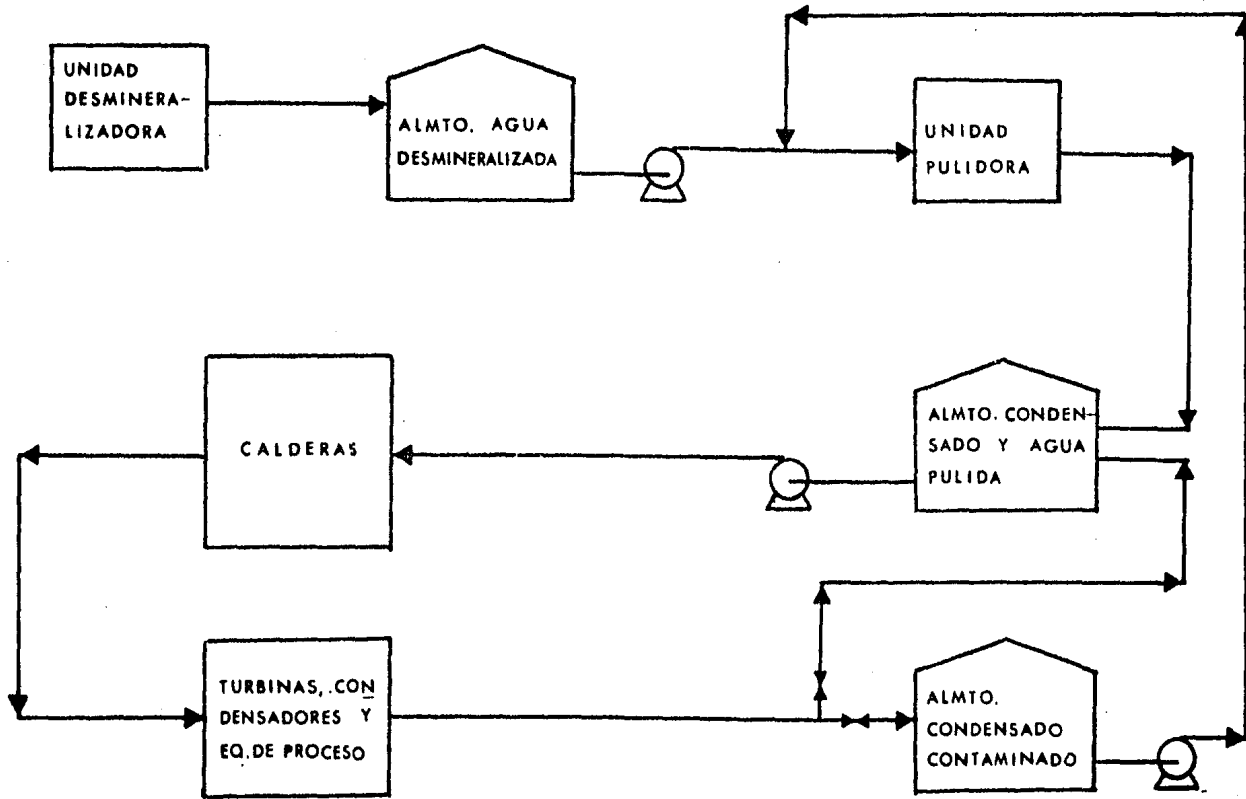 UNIDAD
DESMINERA-
LIZADORA
ALMTO. AGUA
DESMINERALIZADA
UNIDAD
PULIDORA
CALDERAS
ALMTO. CONDEN-
SADO Y AGUA
PULIDA
TURBINAS, CON
DENSADORES Y
EQ. DE PROCESO
ALMTO.
CONDENSADO
CONTAMINADO